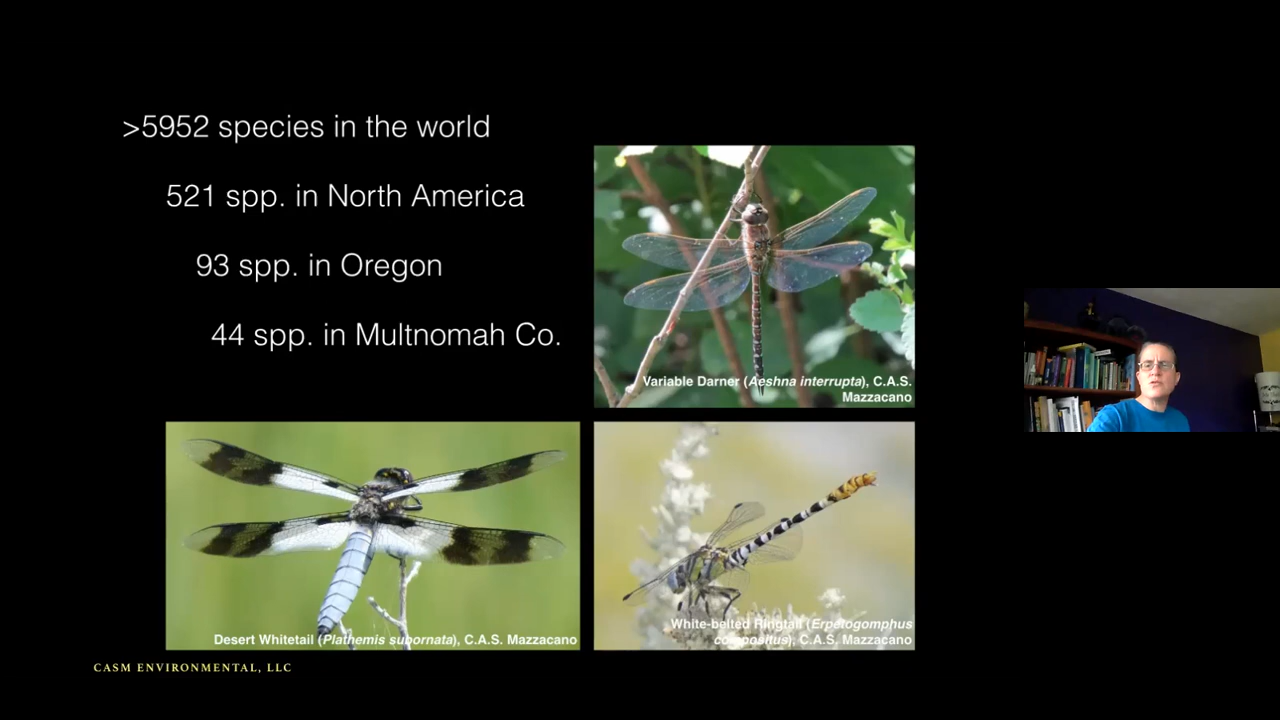 >5952 species in the world
521 spp. in North America
93 spp. in Oregon
44 spp. in Multnomah Co.
Variable Darner (Aeshna interrupta), C.A.S.
Mazzacano
Desert Whitetail (Plathemis subornata), C.A.S. Mazzacano
White-belted Ringtail (Erpetogomphus
compositus), C.A.S. Mazzacano
CASM ENVIRONMENTAL, LLC